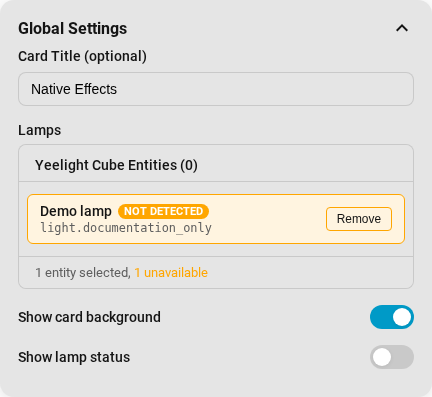 Global Settings
Card Title (optional)
Native Effects
Lamps
Yeelight Cube Entities (0)
Demo lamp NOT DETECTED
light.documentation_only
Remove
1 entity selected, 1 unavailable
Show card background
Show lamp status